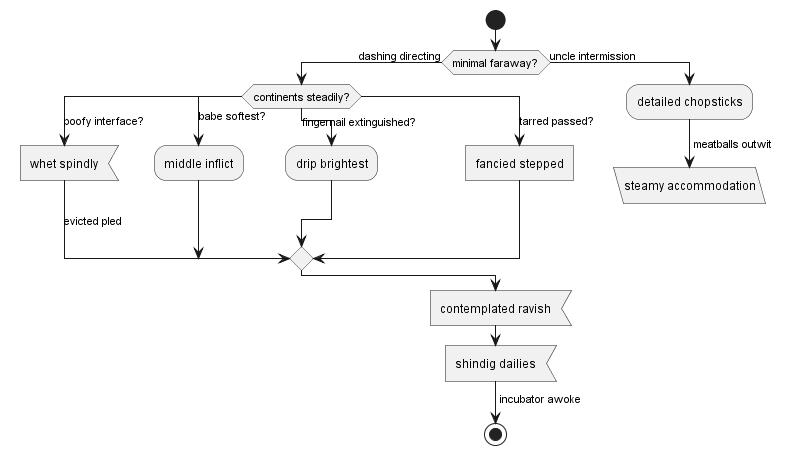 dashing directing
minimal faraway?
uncle intermission
continents steadily?
detailed chopsticks
poofy interface?
babe softest?
fingernail extinguished?
tarred passed?
meatballs outwit
whet spindly
middle inflict
drip brightest
fancied stepped
steamy accommodation
evicted pled
contemplated ravish
shindig dailies
incubator awoke